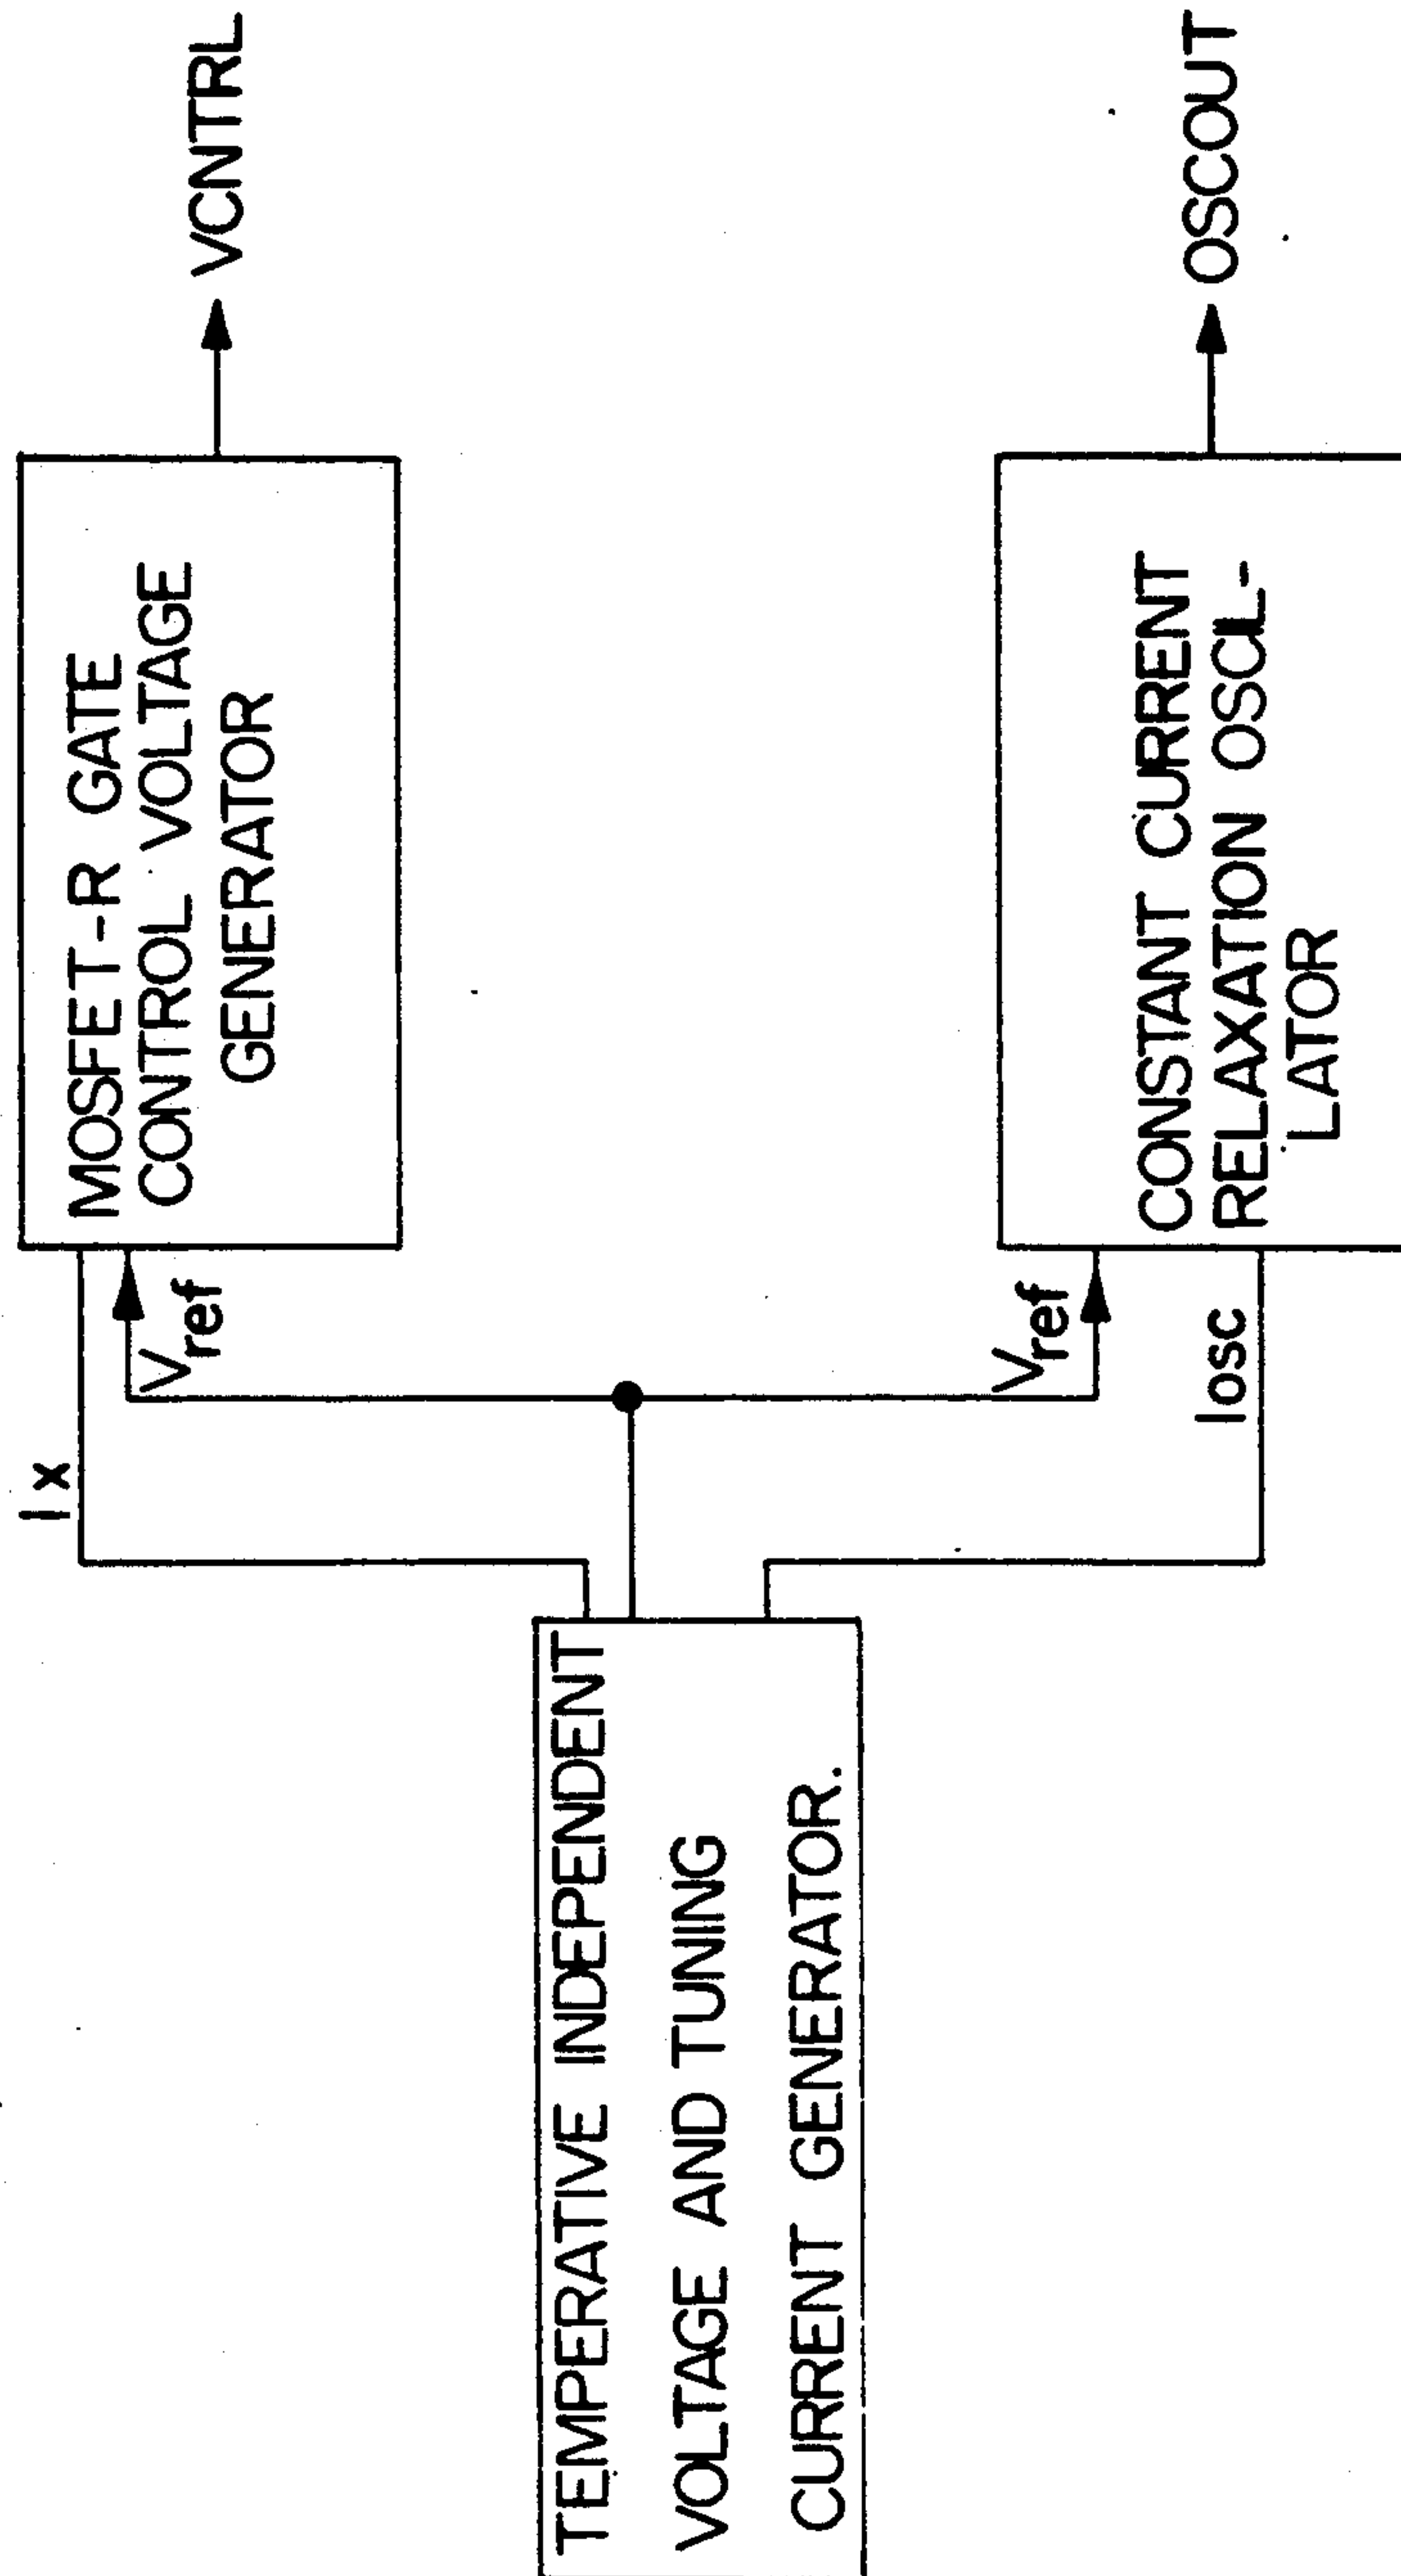 TEMPERATIVE INDEPENDENT
VOLTAGE AND TUNING
CURRENT GENERATOR.
Ix
Vref
MOSFET-R GATE
CONTROL VOLTAGE
GENERATOR
VCNTRL
Vref
Iosc
CONSTANT CURRENT
RELAXATION OSCIL-
LATOR
OSCOUT